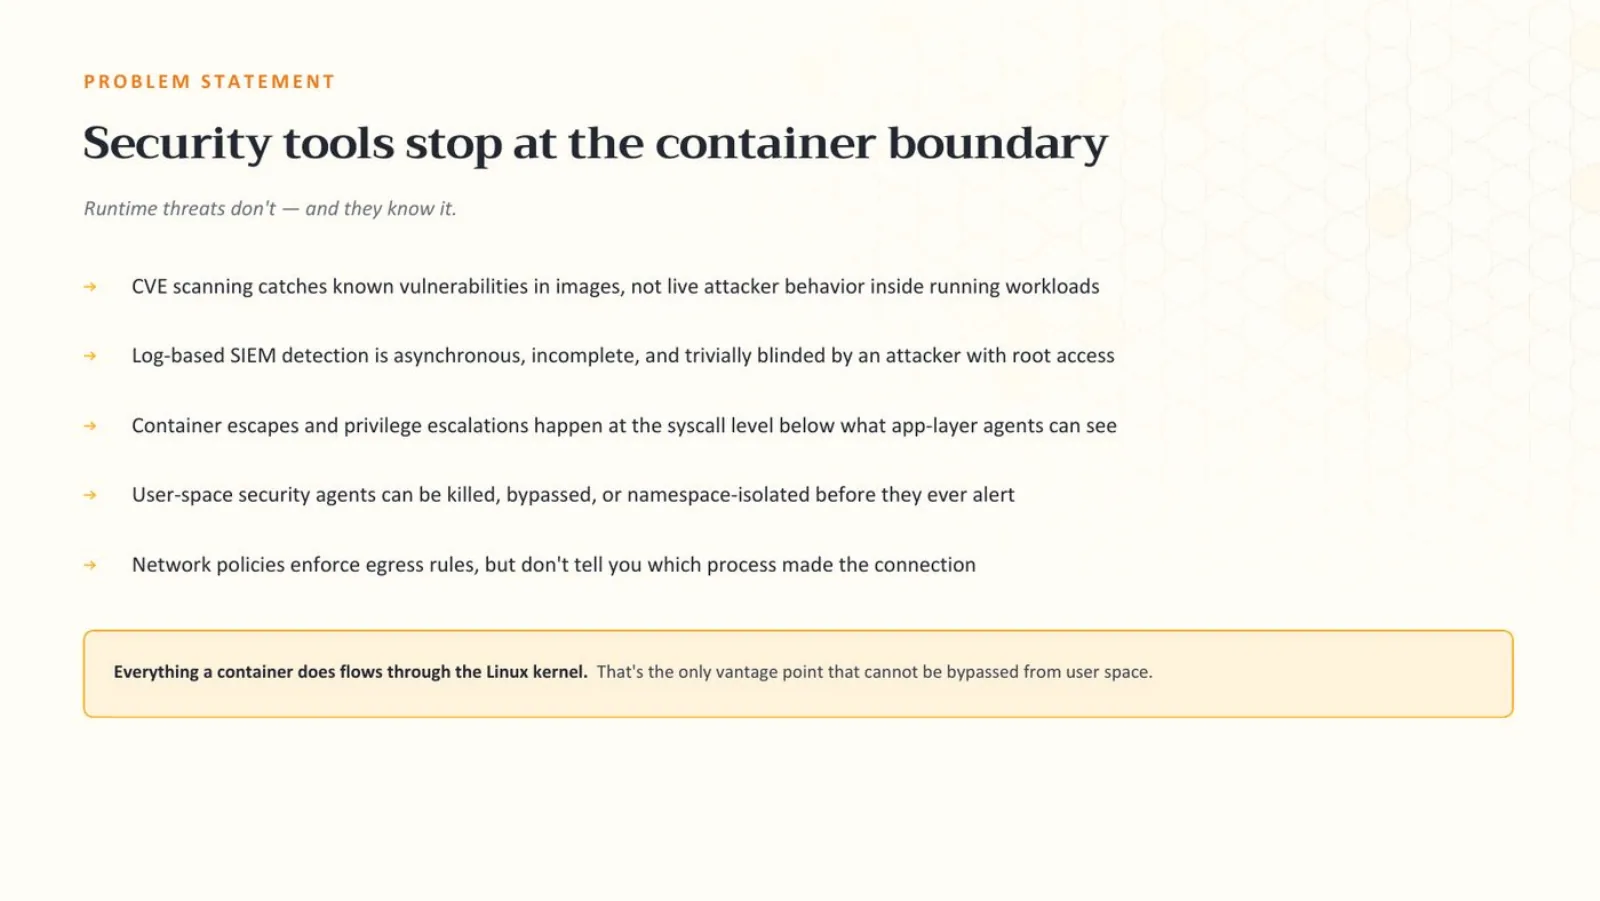 PROBLEM STATEMENT
Security tools stop at the container boundary
Runtime threats don't — and they know it.
→ CVE scanning catches known vulnerabilities in images, not live attacker behavior inside running workloads
→ Log-based SIEM detection is asynchronous, incomplete, and trivially blinded by an attacker with root access
→ Container escapes and privilege escalations happen at the syscall level below what app-layer agents can see
→ User-space security agents can be killed, bypassed, or namespace-isolated before they ever alert
→ Network policies enforce egress rules, but don't tell you which process made the connection
Everything a container does flows through the Linux kernel. That's the only vantage point that cannot be bypassed from user space.